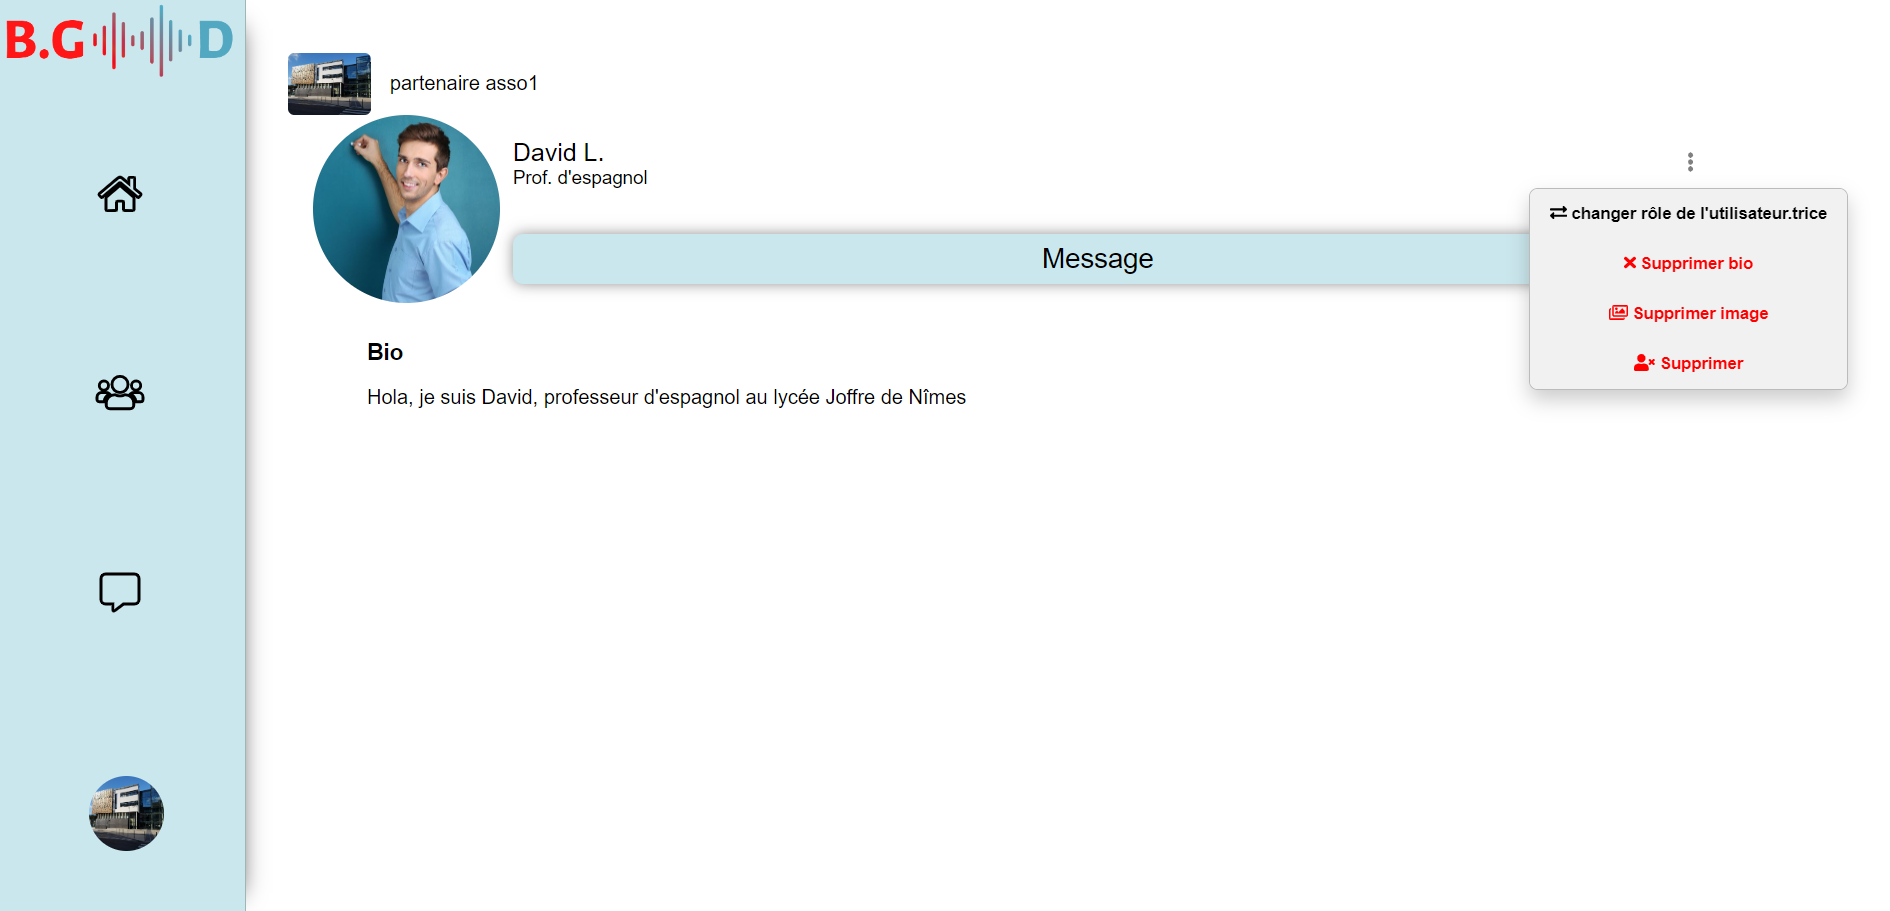 B.G D
partenaire asso1
David L.
Prof. d'espagnol
changer rôle de l'utilisateur.trice
Message
Supprimer bio
Supprimer image
Supprimer
Bio
Hola, je suis David, professeur d'espagnol au lycée Joffre de Nîmes